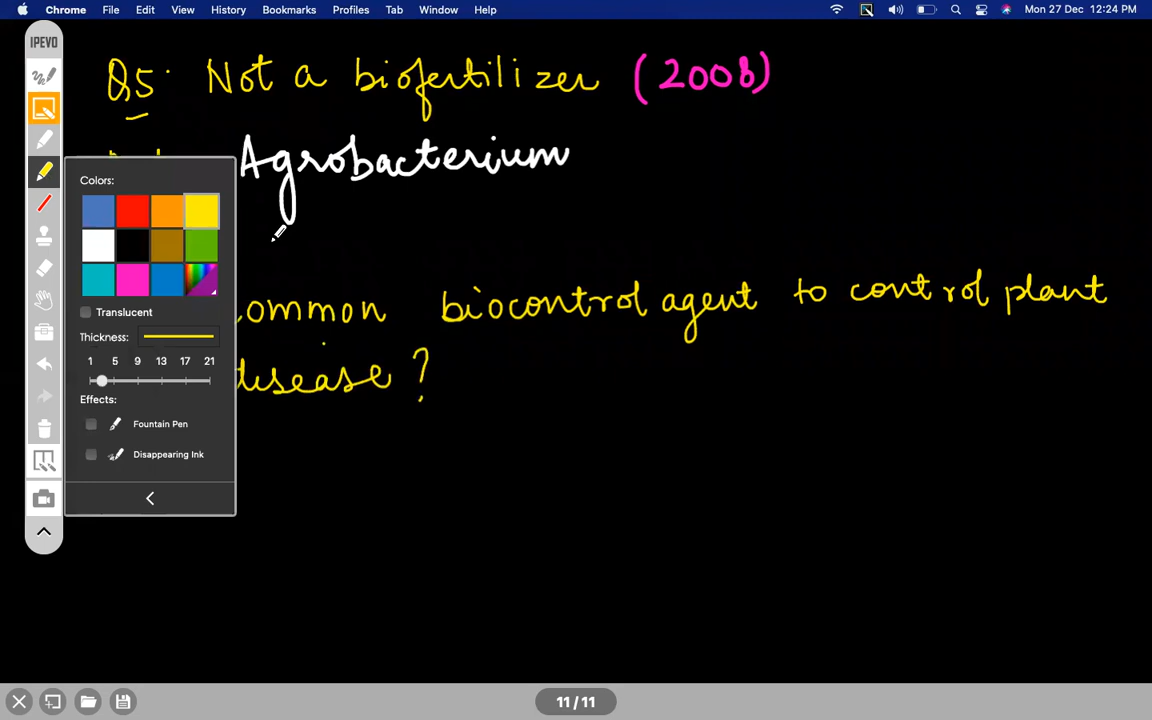 Chrome File Edit View History Bookmarks Profiles Tab Window Help Mon 27 Dec 12:24 PM
IPEVO
Q5. Not a biofertilizer (2008)
Agrobacterium
Colors:
Translucent
Thickness:
1 5 9 13 17 21
Effects:
Fountain Pen
Disappearing Ink
common biocontrol agent to control plant
disease ?
11 / 11